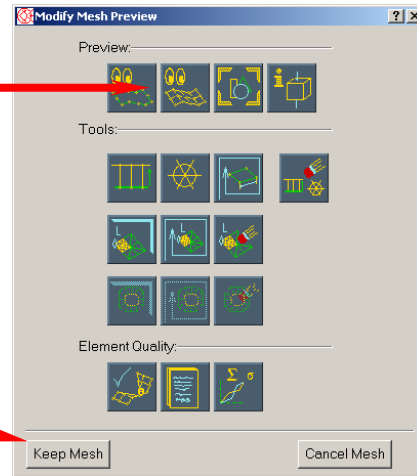 Modify Mesh Preview
Preview:
i
Tools:
L
L
L
Element Quality:
Σ σ
Keep Mesh
Cancel Mesh